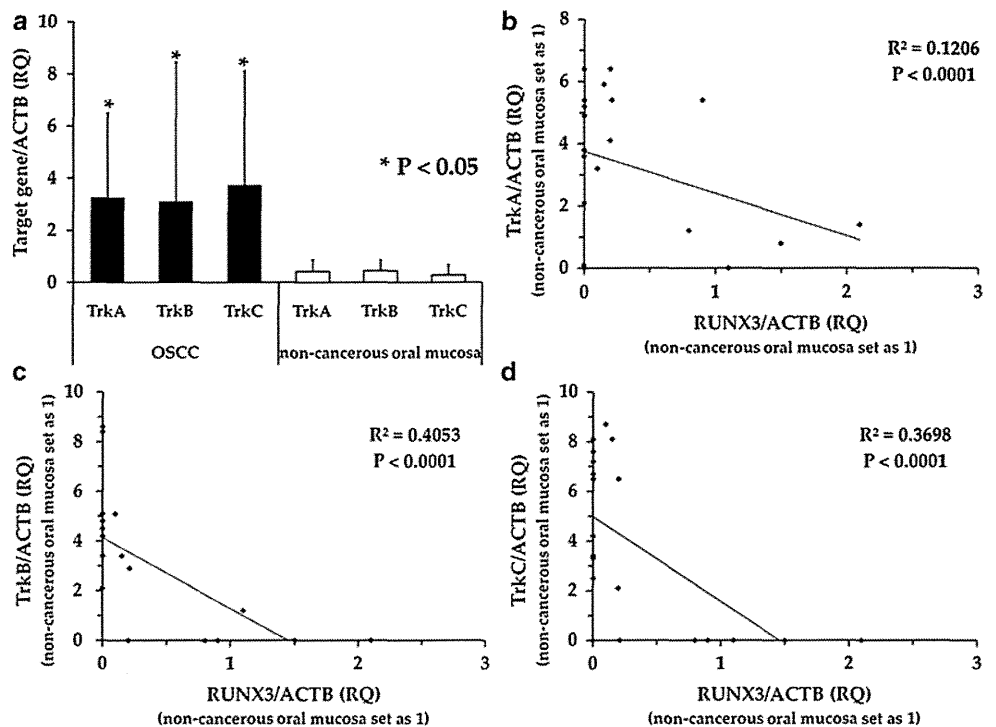 a
Target gene/ACTB (RQ)
10
8
6
4
2
0
*
*
*
* P < 0.05
TrkA
TrkB
TrkC
TrkA
TrkB
TrkC
OSCC
non-cancerous oral mucosa
b
TrkA/ACTB (RQ)
(non-cancerous oral mucosa set as 1)
8
6
4
2
0
R² = 0.1206
P < 0.0001
0
1
2
3
RUNX3/ACTB (RQ)
(non-cancerous oral mucosa set as 1)
c
TrkB/ACTB (RQ)
(non-cancerous oral mucosa set as 1)
10
8
6
4
2
0
R² = 0.4053
P < 0.0001
0
1
2
3
RUNX3/ACTB (RQ)
(non-cancerous oral mucosa set as 1)
d
TrkC/ACTB (RQ)
(non-cancerous oral mucosa set as 1)
10
8
6
4
2
0
R² = 0.3698
P < 0.0001
0
1
2
3
RUNX3/ACTB (RQ)
(non-cancerous oral mucosa set as 1)